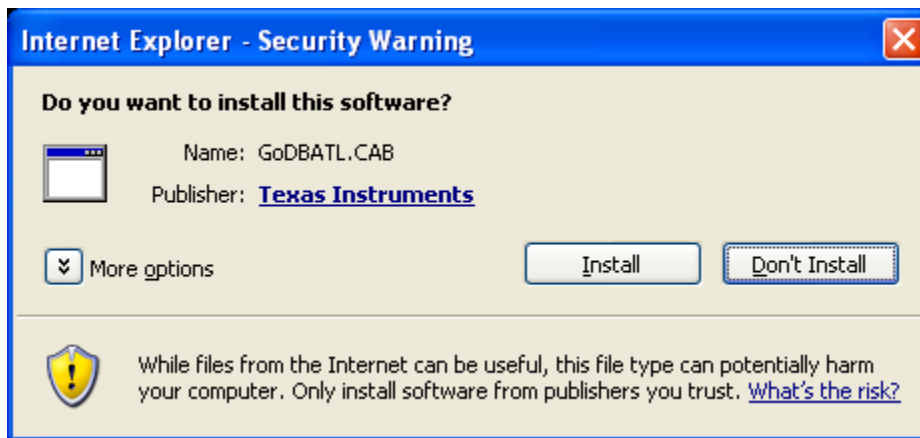 Internet Explorer - Security Warning
Do you want to install this software?
Name: GoDBATL.CAB
Publisher: Texas Instruments
More options
Install
Don't Install
While files from the Internet can be useful, this file type can potentially harm
your computer. Only install software from publishers you trust. What's the risk?